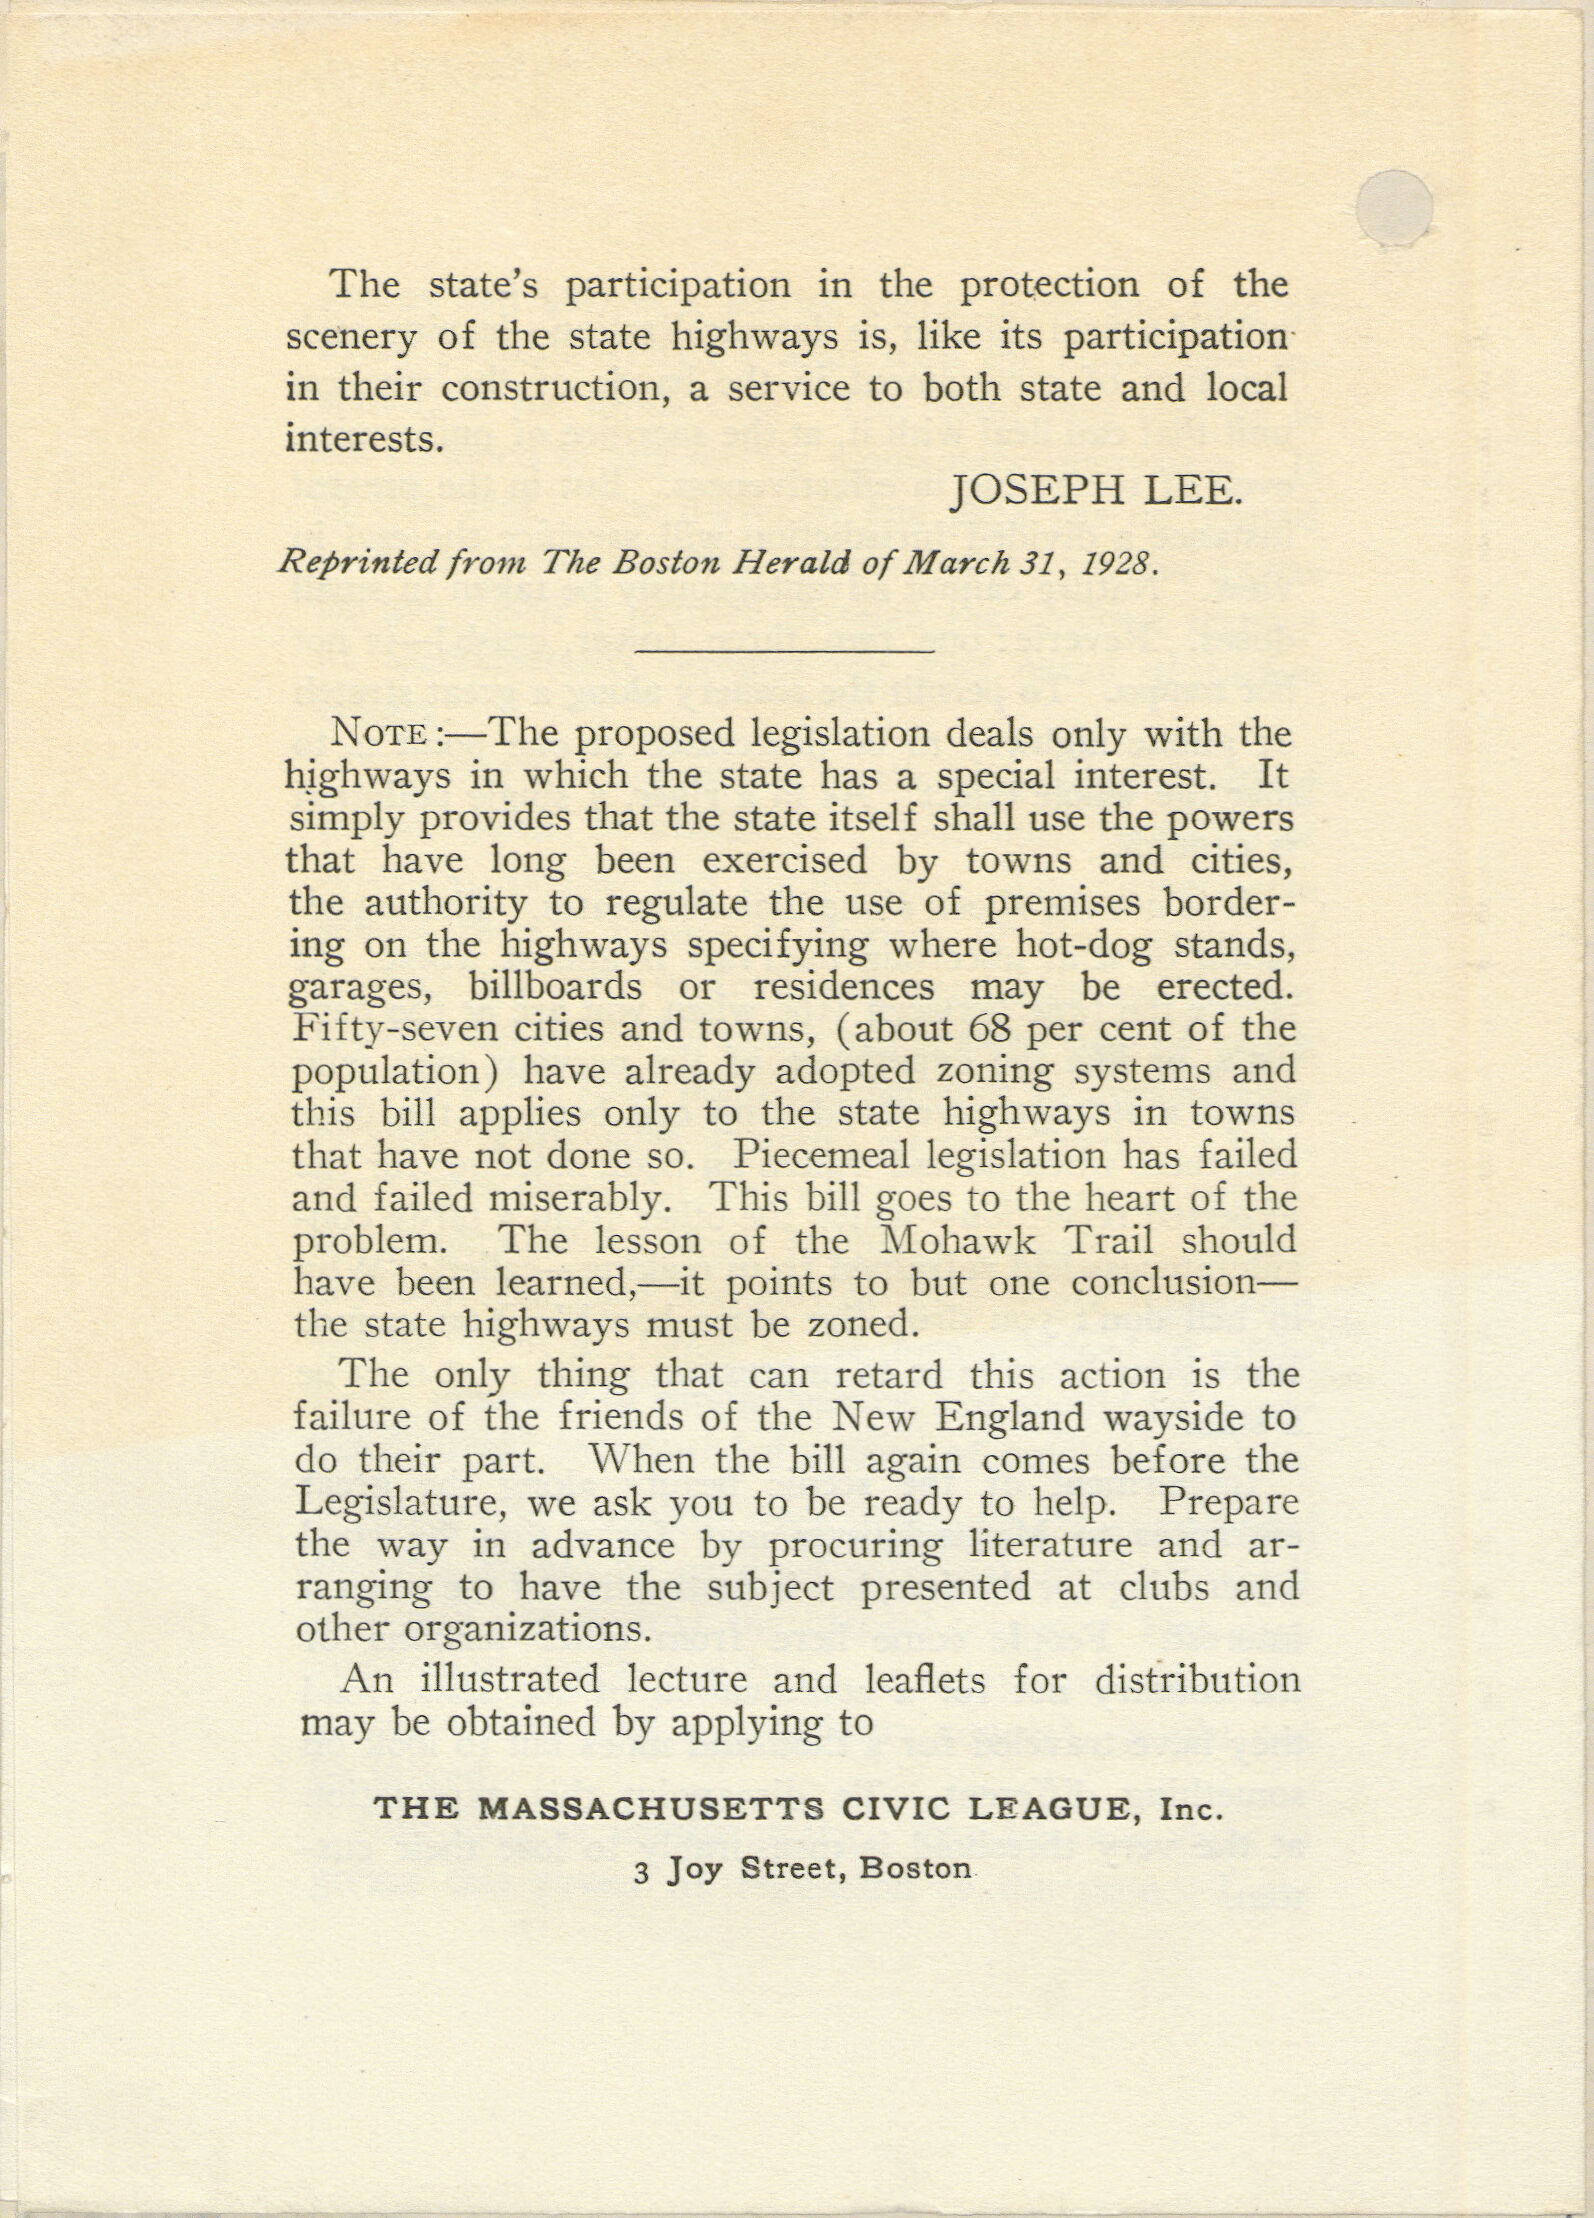 The state's participation in the protection of the
scenery of the state highways is, like its participation
in their construction, a service to both state and local
interests.
JOSEPH LEE.
Reprinted from The Boston Herald of March 31, 1928.
NOTE:—The proposed legislation deals only with the
highways in which the state has a special interest. It
simply provides that the state itself shall use the powers
that have long been exercised by towns and cities,
the authority to regulate the use of premises border-
ing on the highways specifying where hot-dog stands,
garages, billboards or residences may be erected.
Fifty-seven cities and towns, (about 68 per cent of the
population) have already adopted zoning systems and
this bill applies only to the state highways in towns
that have not done so. Piecemeal legislation has failed
and failed miserably. This bill goes to the heart of the
problem. The lesson of the Mohawk Trail should
have been learned,—it points to but one conclusion—
the state highways must be zoned.
The only thing that can retard this action is the
failure of the friends of the New England wayside to
do their part. When the bill again comes before the
Legislature, we ask you to be ready to help. Prepare
the way in advance by procuring literature and ar-
ranging to have the subject presented at clubs and
other organizations.
An illustrated lecture and leaflets for distribution
may be obtained by applying to
THE MASSACHUSETTS CIVIC LEAGUE, Inc.
3 Joy Street, Boston